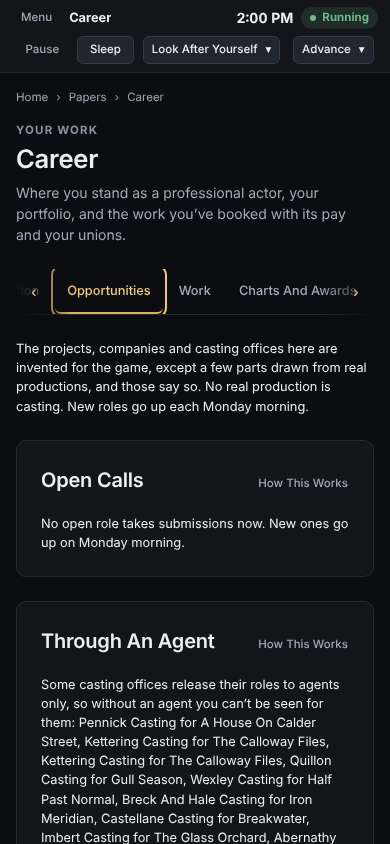 Menu Career 2:00 PM Running
Pause Sleep Look After Yourself ▾ Advance ▾
Home › Papers › Career
YOUR WORK
Career
Where you stand as a professional actor, your
portfolio, and the work you’ve booked with its pay
and your unions.
‹ Opportunities Work Charts And Awards ›
The projects, companies and casting offices here are
invented for the game, except a few parts drawn from real
productions, and those say so. No real production is
casting. New roles go up each Monday morning.
Open Calls How This Works
No open role takes submissions now. New ones go
up on Monday morning.
Through An Agent How This Works
Some casting offices release their roles to agents
only, so without an agent you can’t be seen for
them: Pennick Casting for A House On Calder
Street, Kettering Casting for The Calloway Files,
Kettering Casting for The Calloway Files, Quillon
Casting for Gull Season, Wexley Casting for Half
Past Normal, Breck And Hale Casting for Iron
Meridian, Castellane Casting for Breakwater,
Imbert Casting for The Glass Orchard, Abernathy